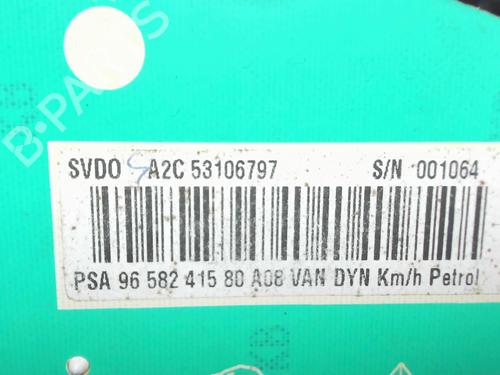 B-PARTS
SVDO A2C 53106797 S/N 001064
PSA 96 582 415 80 A08 VAN DYN Km/h Petrol